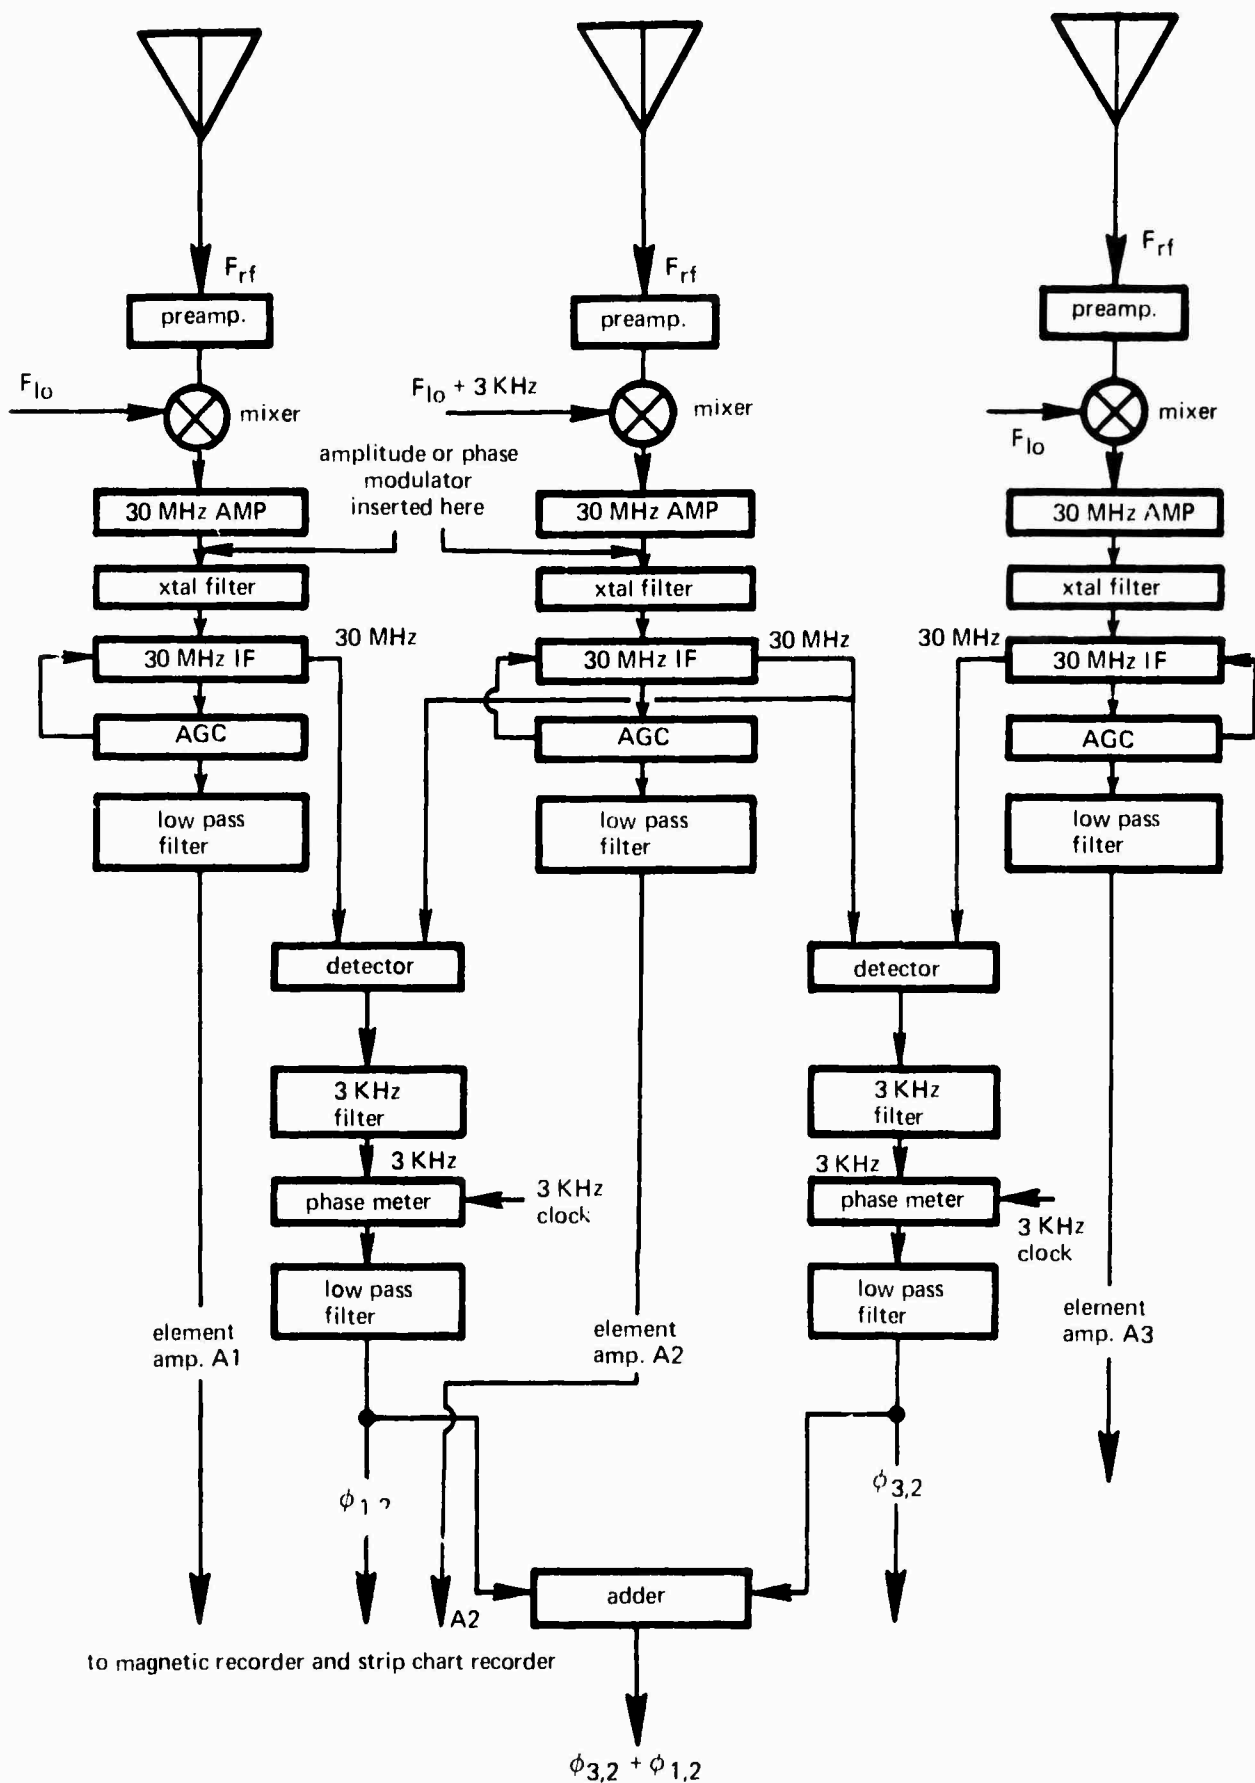 Frf
Frf
Frf
preamp.
preamp.
preamp.
Flo
mixer
Flo + 3 KHz
mixer
Flo
mixer
amplitude or phase
modulator
inserted here
30 MHz AMP
30 MHz AMP
30 MHz AMP
xtal filter
xtal filter
xtal filter
30 MHz IF
30 MHz
30 MHz IF
30 MHz
30 MHz
30 MHz IF
AGC
AGC
AGC
low pass
filter
low pass
filter
low pass
filter
detector
detector
3 KHz
filter
3 KHz
filter
3 KHz
3 KHz
phase meter
3 KHz
clock
phase meter
3 KHz
clock
low pass
filter
low pass
filter
element
amp. A1
element
amp. A2
element
amp. A3
ϕ1,2
ϕ3,2
adder
A2
to magnetic recorder and strip chart recorder
ϕ3,2 + ϕ1,2